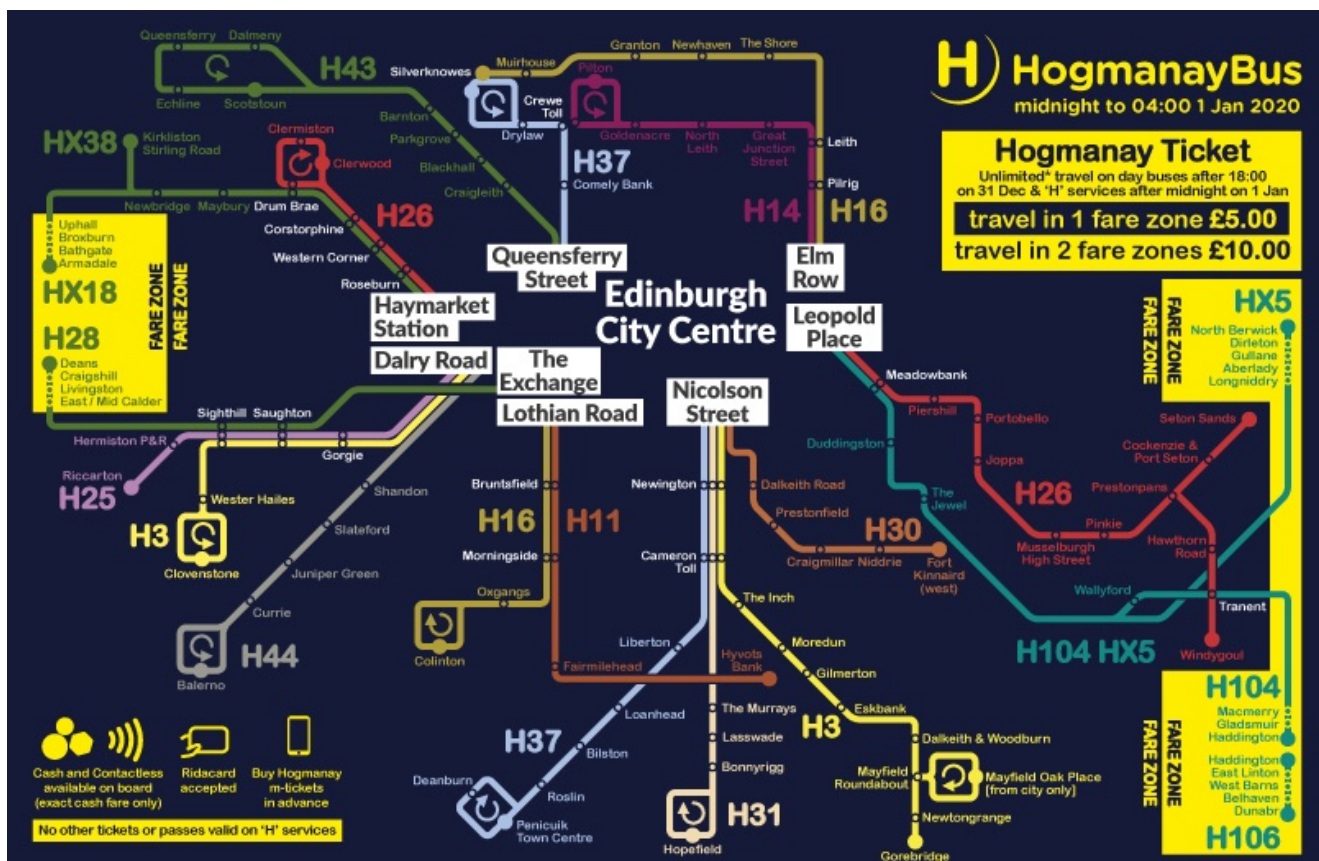 Queensferry
Dalmeny
H43
Echline
Scotstoun
Barnton
Parkgrove
Blackhall
Craigleith
HX38
Kirkliston
Stirling Road
Newbridge
Maybury
Drum Brae
Clermiston
Clerwood
H26
Corstorphine
Western Corner
Roseburn
Silverknowes
Muirhouse
Granton
Newhaven
The Shore
Pilton
Crewe
Toll
Drylaw
H37
Comely Bank
Goldenacre
North
Leith
Great
Junction
Street
Leith
Pilrig
H14
H16
H HogmanayBus
midnight to 04:00 1 Jan 2020
Hogmanay Ticket
Unlimited* travel on day buses after 18:00
on 31 Dec & 'H' services after midnight on 1 Jan
travel in 1 fare zone £5.00
travel in 2 fare zones £10.00
Uphall
Broxburn
Bathgate
Armadale
HX18
H28
Deans
Craigshill
Livingston
East / Mid Calder
FARE ZONE
FARE ZONE
Queensferry
Street
Elm
Row
Edinburgh
City Centre
Haymarket
Station
Leopold
Place
Dalry Road
The
Exchange
Lothian Road
Nicolson
Street
FARE ZONE
FARE ZONE
HX5
North Berwick
Dirleton
Gullane
Aberlady
Longniddry
Sighthill
Saughton
Hermiston P&R
Gorgie
Riccarton
H25
Wester Hailes
H3
Clovenstone
Shandon
Slateford
Juniper Green
Currie
H44
Balerno
Bruntsfield
H16
H11
Morningside
Oxgangs
Colinton
Fairmilehead
Hyvots
Bank
Newington
Cameron
Toll
Dalkeith Road
Prestonfield
H30
Craigmillar
Niddrie
Fort
Kinnaird
(west)
Meadowbank
Piershill
Portobello
Joppa
Duddingston
The
Jewel
H26
Musselburgh
High Street
Pinkie
Prestonpans
Cockenzie &
Port Seton
Seton Sands
Hawthorn
Road
Wallyford
Tranent
Windygoul
H104 HX5
The Inch
Moredun
Gilmerton
Eskbank
H3
Dalkeith & Woodburn
Mayfield
Roundabout
Mayfield Oak Place
[from city only]
Newtongrange
Gorebridge
Liberton
Loanhead
Bilston
Roslin
H37
Deanburn
Penicuik
Town Centre
The Murrays
Lasswade
Bonnyrigg
H31
Hopefield
FARE ZONE
FARE ZONE
H104
Macmerry
Gladsmuir
Haddington
Haddington
East Linton
West Barns
Belhaven
Dunabr
H106
Cash and Contactless
available on board
(exact cash fare only)
Ridacard
accepted
Buy Hogmanay
m-tickets
in advance
No other tickets or passes valid on 'H' services